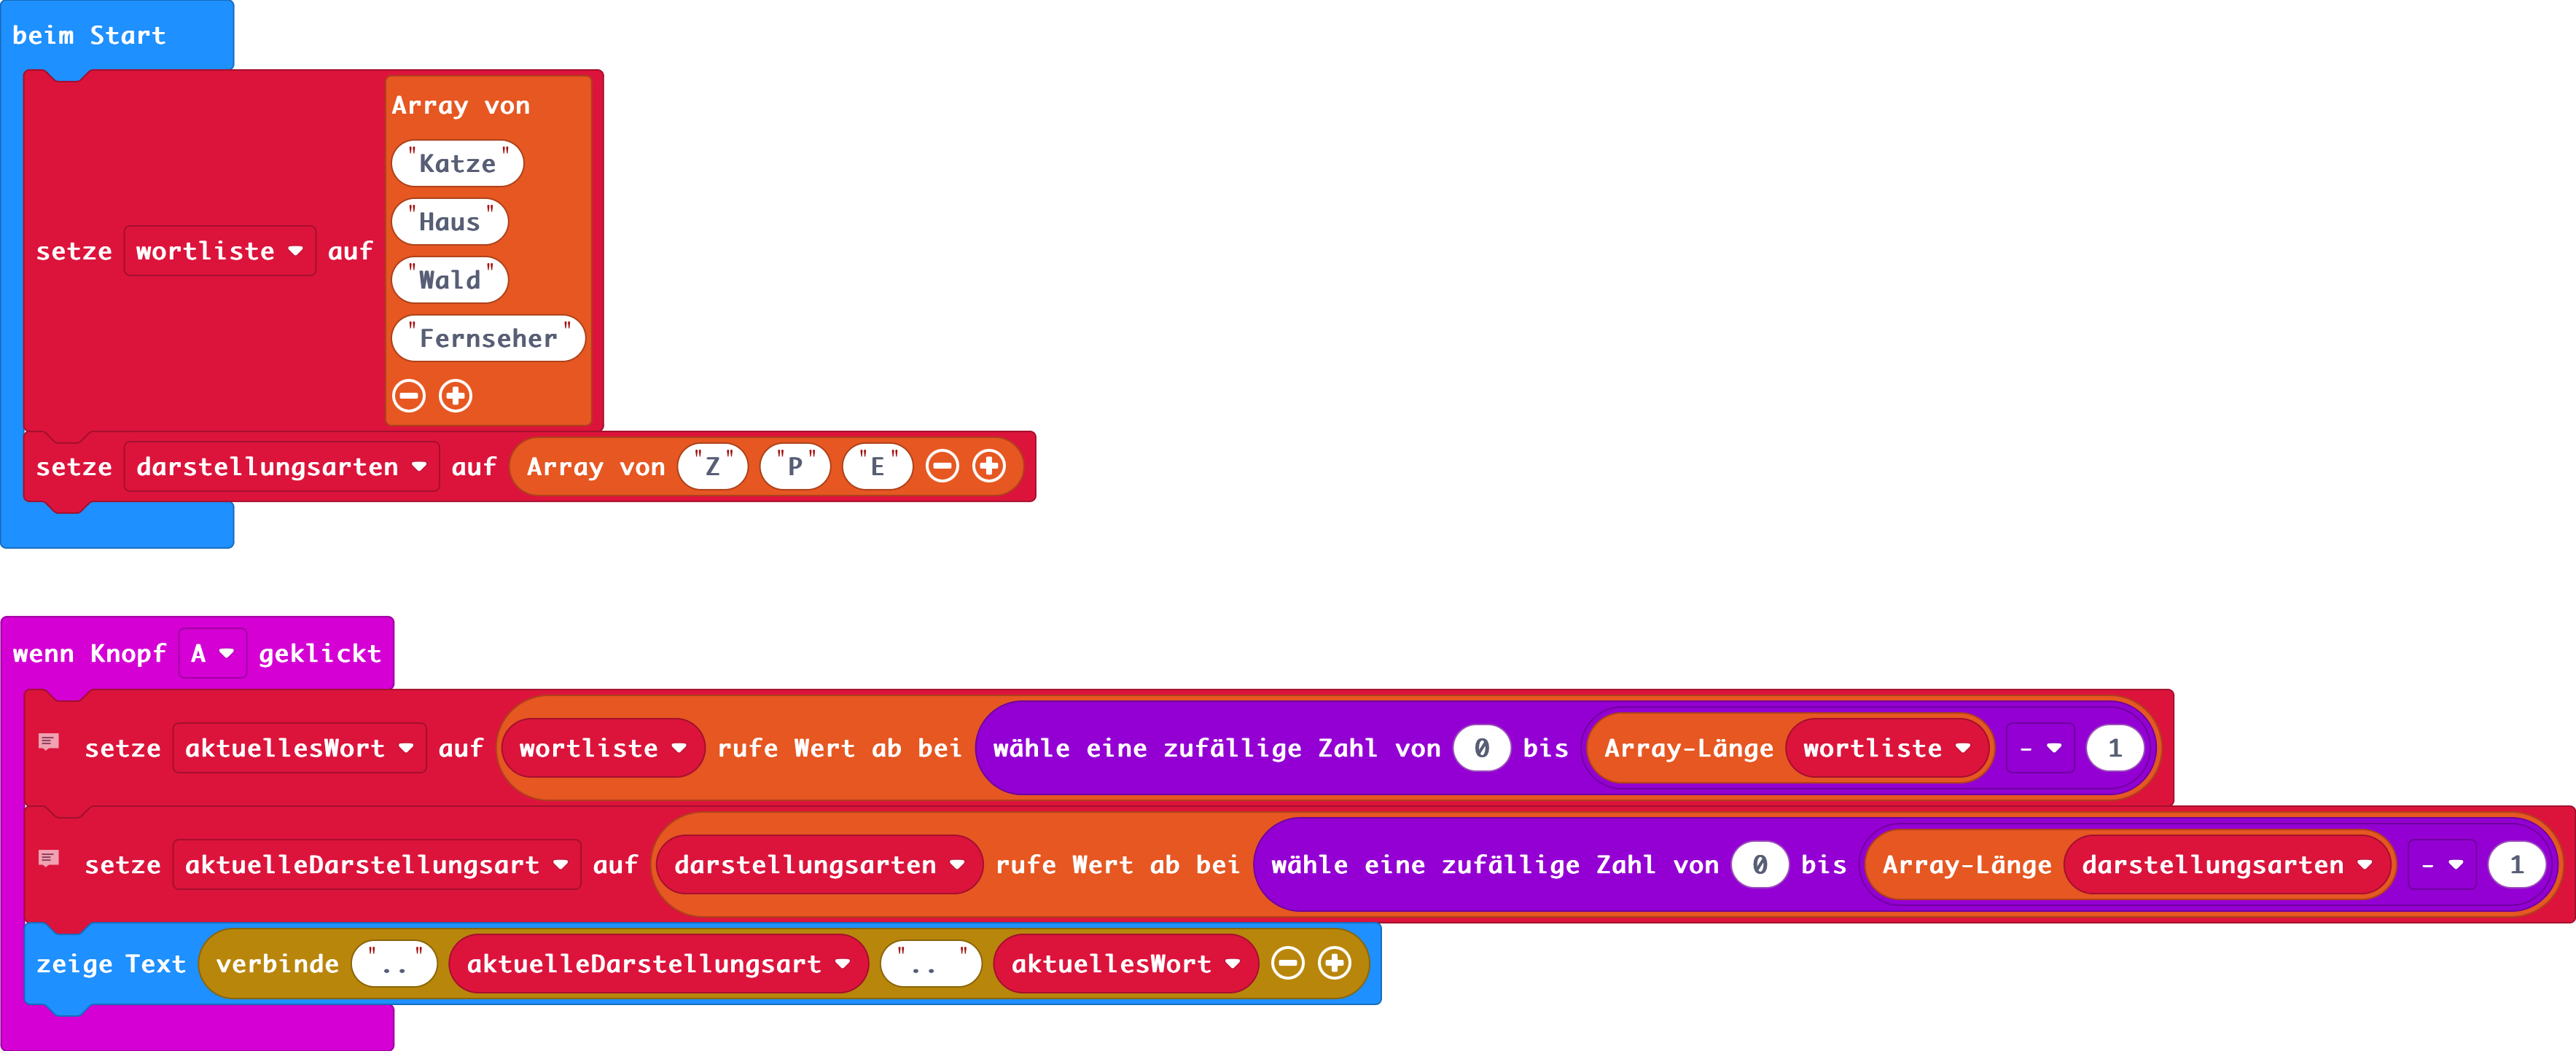 beim Start
Array von
"Katze"
"Haus"
setze wortliste auf
"Wald"
"Fernseher"
setze darstellungsarten auf Array von "Z" "P" "E"
wenn Knopf A geklickt
setze aktuellesWort auf wortliste rufe Wert ab bei wähle eine zufällige Zahl von 0 bis Array-Länge wortliste - 1
setze aktuelleDarstellungsart auf darstellungsarten rufe Wert ab bei wähle eine zufällige Zahl von 0 bis Array-Länge darstellungsarten - 1
zeige Text verbinde ".." aktuelleDarstellungsart ".. " aktuellesWort